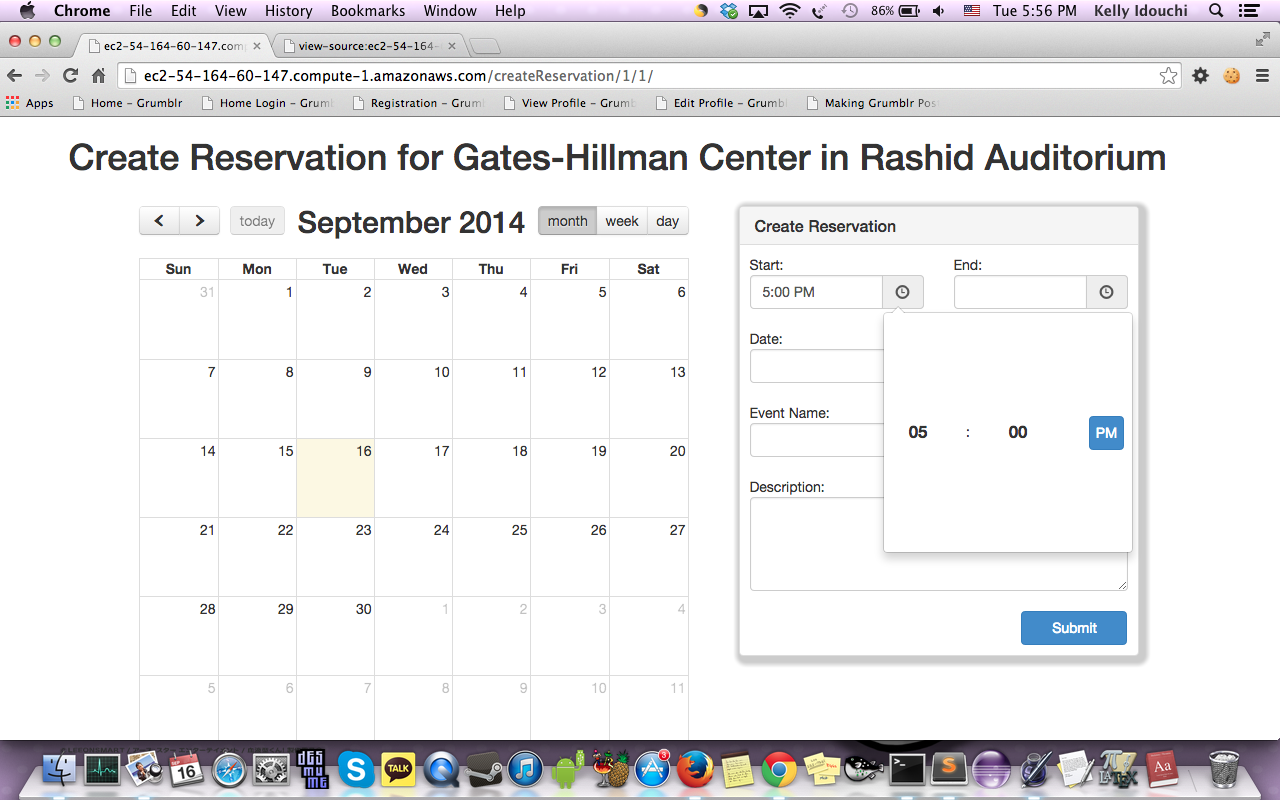 Chrome File Edit View History Bookmarks Window Help 86% Tue 5:56 PM Kelly Idouchi
ec2-54-164-60-147.com view-source:ec2-54-164-
ec2-54-164-60-147.compute-1.amazonaws.com/createReservation/1/1/
Apps Home – Grumblr Home Login – Grum Registration – Grum View Profile – Grumb Edit Profile – Grumbl Making Grumblr Pos
Create Reservation for Gates-Hillman Center in Rashid Auditorium
today September 2014 month week day
Sun Mon Tue Wed Thu Fri Sat
31 1 2 3 4 5 6
7 8 9 10 11 12 13
14 15 16 17 18 19 20
21 22 23 24 25 26 27
28 29 30 1 2 3 4
5 6 7 8 9 10 11
Create Reservation
Start: End:
5:00 PM
Date:
Event Name:
05 : 00 PM
Description:
Submit
SEP
16
TALK
3
Aa